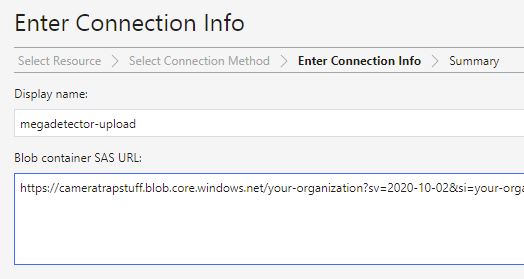 Enter Connection Info
Select Resource > Select Connection Method > Enter Connection Info > Summary
Display name:
megadetector-upload
Blob container SAS URL:
https://cameratrapstuff.blob.core.windows.net/your-organization?sv=2020-10-02&si=your-orga